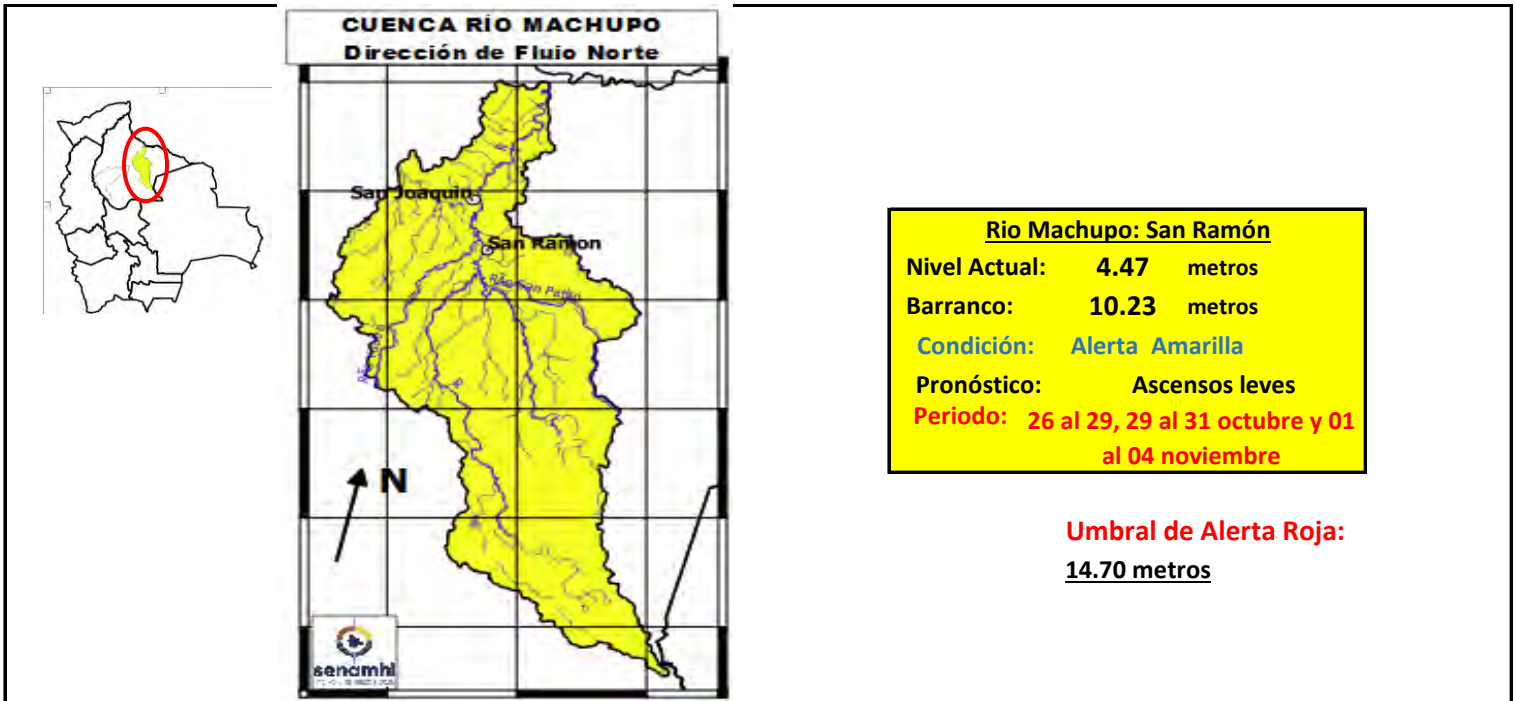 CUENCA RÍO MACHUPO
Dirección de Flujo Norte
San Joaquin
San Ramon
N
senamhi
Rio Machupo: San Ramón
Nivel Actual: 4.47 metros
Barranco: 10.23 metros
Condición: Alerta Amarilla
Pronóstico: Ascensos leves
Periodo: 26 al 29, 29 al 31 octubre y 01
al 04 noviembre
Umbral de Alerta Roja:
14.70 metros